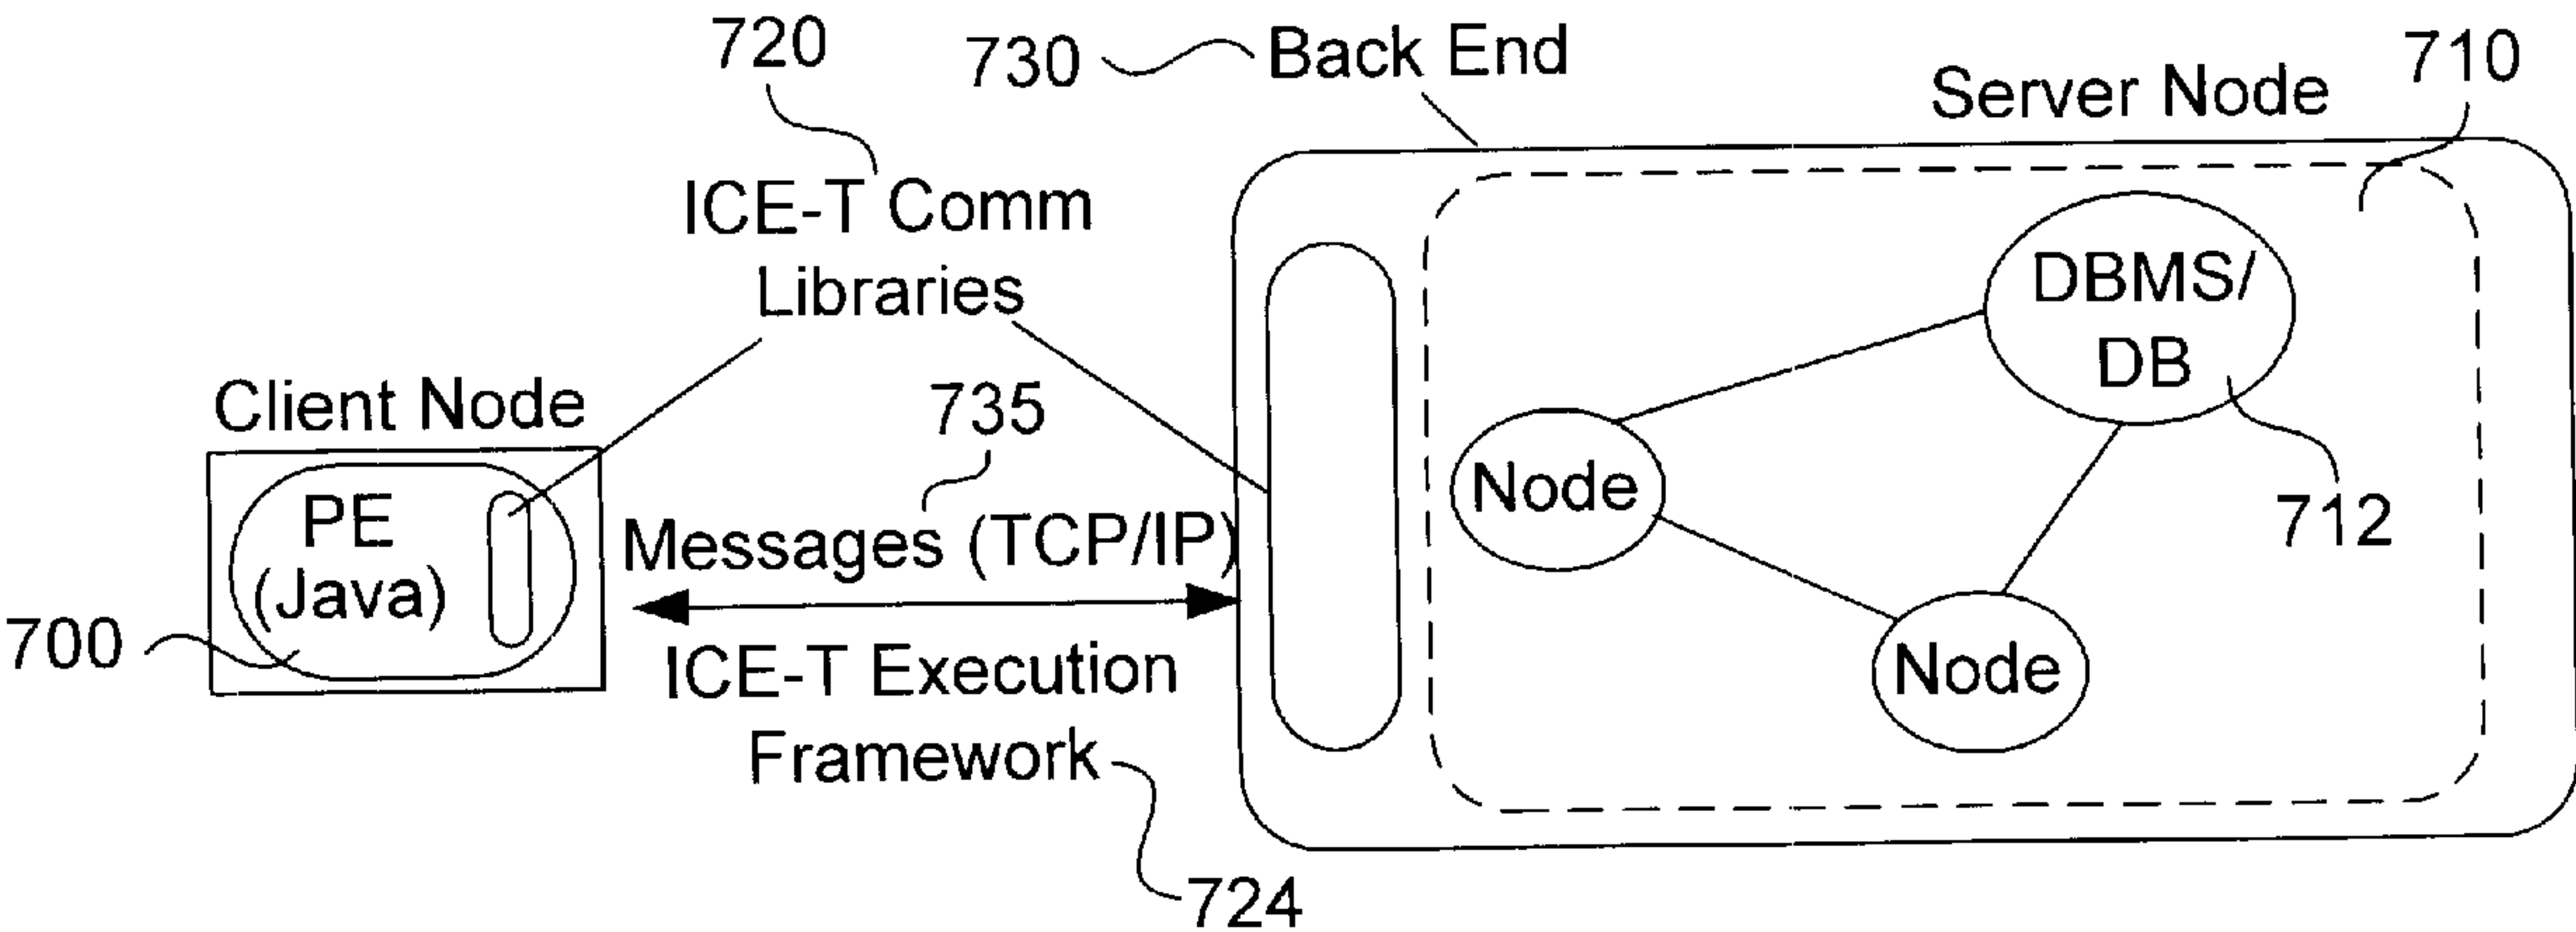 720
730 Back End
710
Server Node
ICE-T Comm
Libraries
DBMS/
DB
Client Node
735
Node
712
PE
(Java)
Messages (TCP/IP)
700
ICE-T Execution
Framework
Node
724